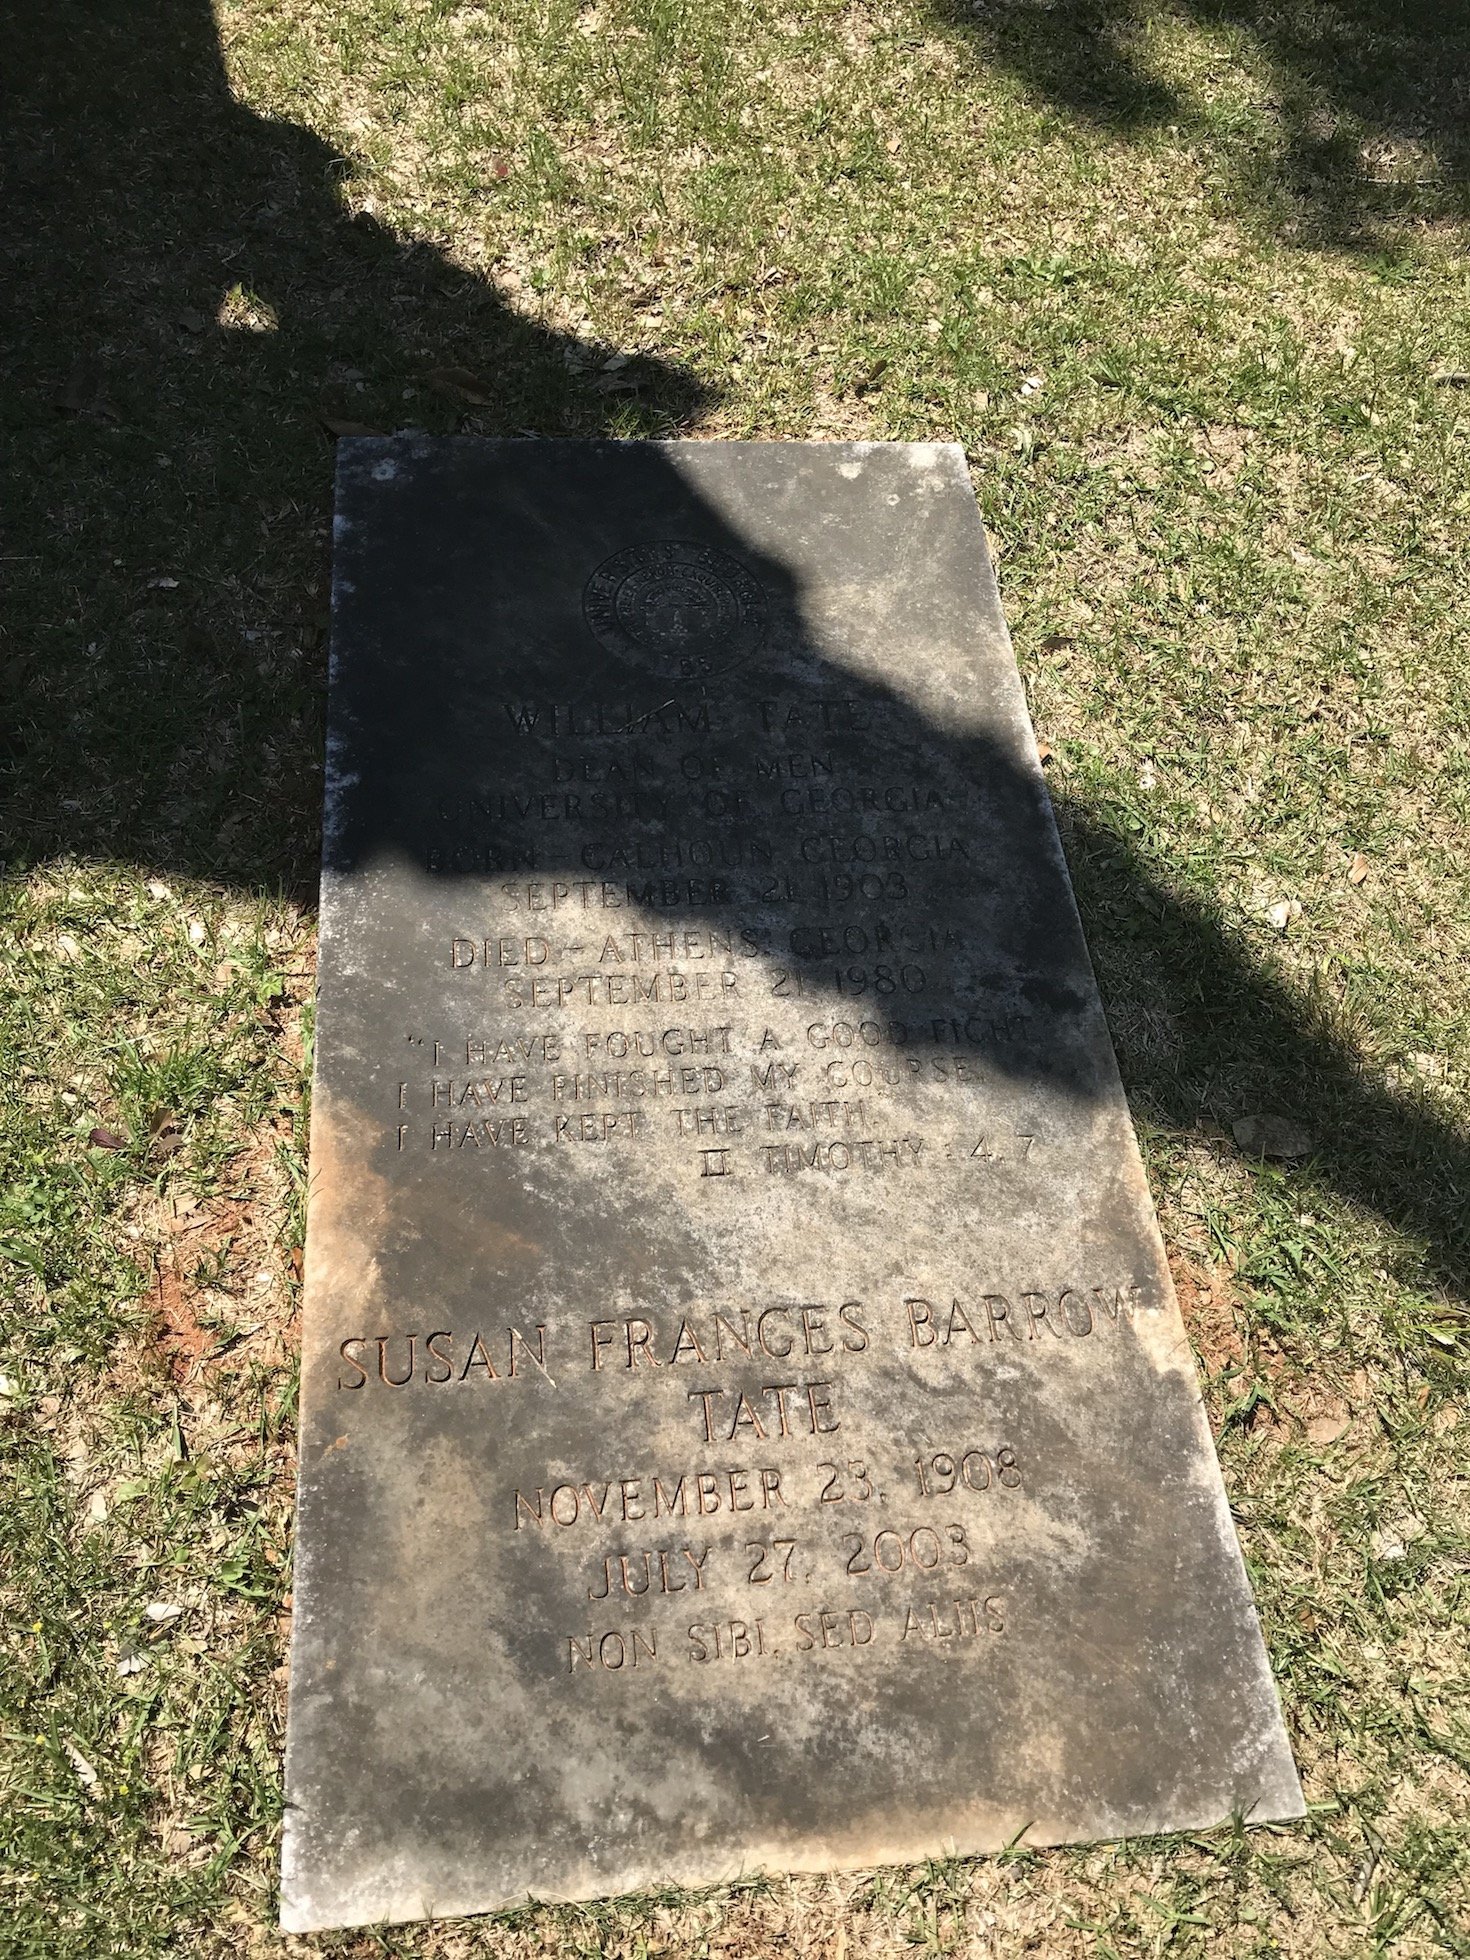 WILLIAM TATE
DEAN OF MEN
UNIVERSITY OF GEORGIA
BORN – CALHOUN GEORGIA
SEPTEMBER 21, 1903
DIED – ATHENS, GEORGIA
SEPTEMBER 21, 1980
"I HAVE FOUGHT A GOOD FIGHT
I HAVE FINISHED MY COURSE,
I HAVE KEPT THE FAITH
II TIMOTHY : 4, 7
SUSAN FRANCES BARROW
TATE
NOVEMBER 23, 1908
JULY 27, 2003
NON SIBI, SED ALIIS